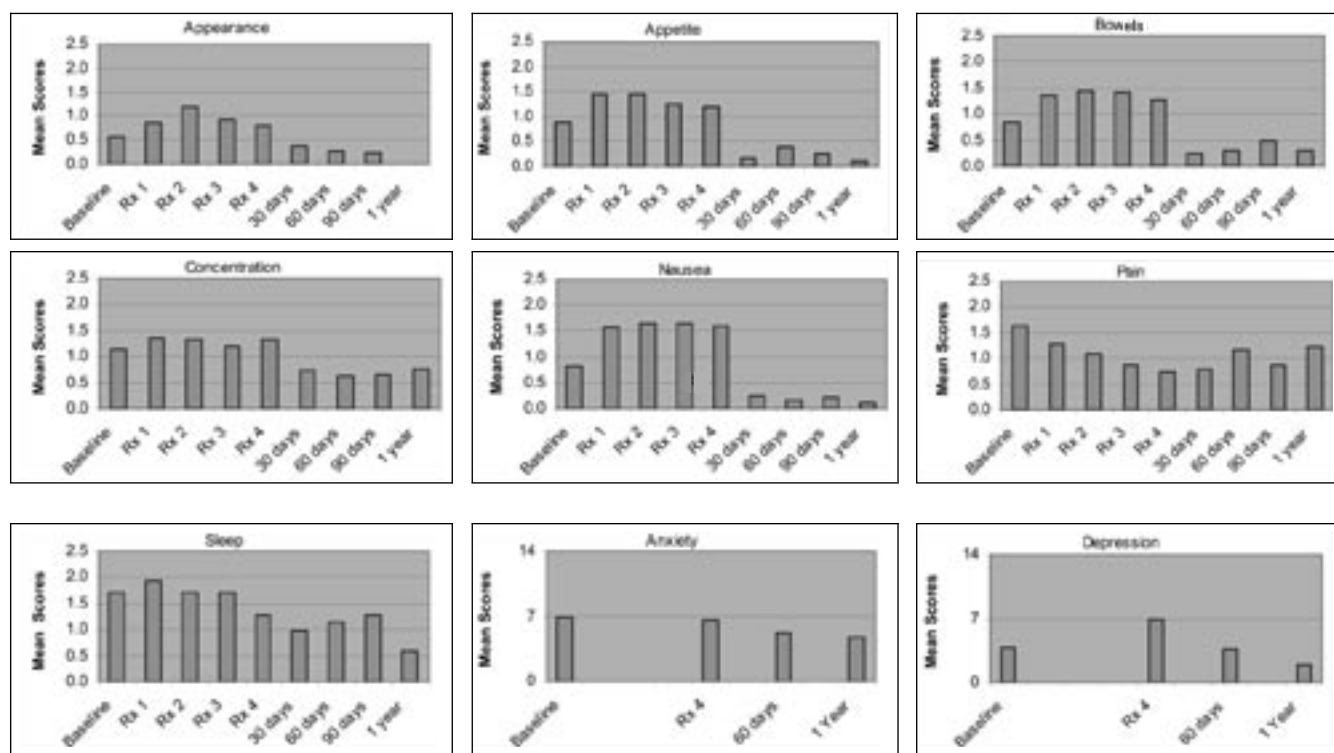 Appearance
Mean Scores
2.5
2.0
1.5
1.0
0.5
0.0
Baseline
Rx 1
Rx 2
Rx 3
Rx 4
30 days
60 days
90 days
1 year
Appetite
Mean Scores
2.5
2.0
1.5
1.0
0.5
0.0
Baseline
Rx 1
Rx 2
Rx 3
Rx 4
30 days
60 days
90 days
1 year
Bowels
Mean Scores
2.5
2.0
1.5
1.0
0.5
0.0
Baseline
Rx 1
Rx 2
Rx 3
Rx 4
30 days
60 days
90 days
1 year
Concentration
Mean Scores
2.5
2.0
1.5
1.0
0.5
0.0
Baseline
Rx 1
Rx 2
Rx 3
Rx 4
30 days
60 days
90 days
1 year
Nausea
Mean Scores
2.5
2.0
1.5
1.0
0.5
0.0
Baseline
Rx 1
Rx 2
Rx 3
Rx 4
30 days
60 days
90 days
1 year
Pain
Mean Scores
2.5
2.0
1.5
1.0
0.5
0.0
Baseline
Rx 1
Rx 2
Rx 3
Rx 4
30 days
60 days
90 days
1 year
Sleep
Mean Scores
2.5
2.0
1.5
1.0
0.5
0.0
Baseline
Rx 1
Rx 2
Rx 3
Rx 4
30 days
60 days
90 days
1 year
Anxiety
Mean Scores
14
7
0
Baseline
Rx 4
60 days
1 Year
Depression
Mean Scores
14
7
0
Baseline
Rx 4
60 days
1 Year